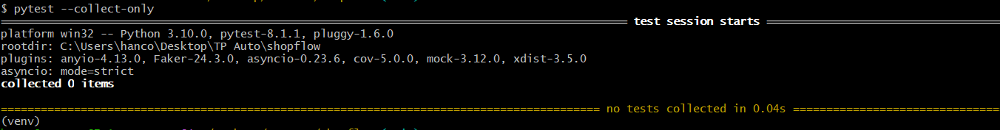 $ pytest --collect-only
============ test session starts ============
platform win32 -- Python 3.10.0, pytest-8.1.1, pluggy-1.6.0
rootdir: C:\Users\hanco\Desktop\TP Auto\shopflow
plugins: anyio-4.13.0, Faker-24.3.0, asyncio-0.23.6, cov-5.0.0, mock-3.12.0, xdist-3.5.0
asyncio: mode=strict
collected 0 items
============ no tests collected in 0.04s ============
(venv)